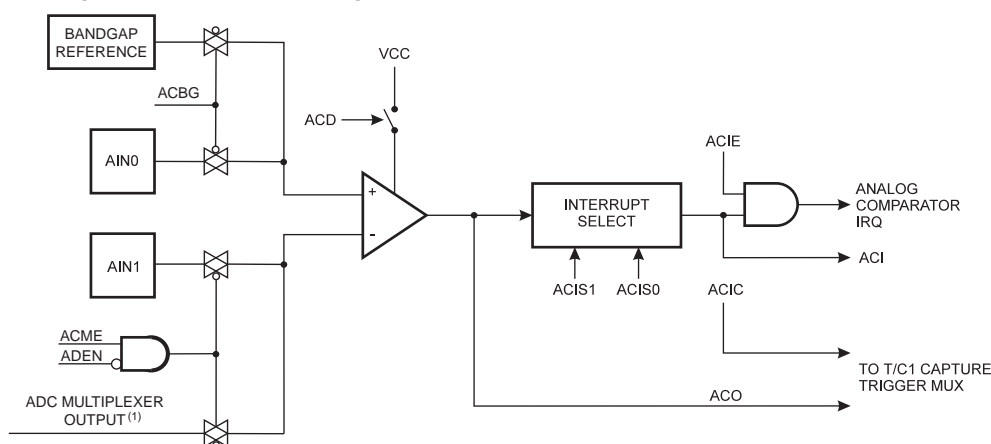 BANDGAP
REFERENCE
VCC
ACBG
ACD
AIN0
ACIE
+
-
INTERRUPT
SELECT
ANALOG
COMPARATOR
IRQ
AIN1
ACI
ACIS1 ACIS0 ACIC
ACME
ADEN
TO T/C1 CAPTURE
TRIGGER MUX
ADC MULTIPLEXER
OUTPUT(1)
ACO